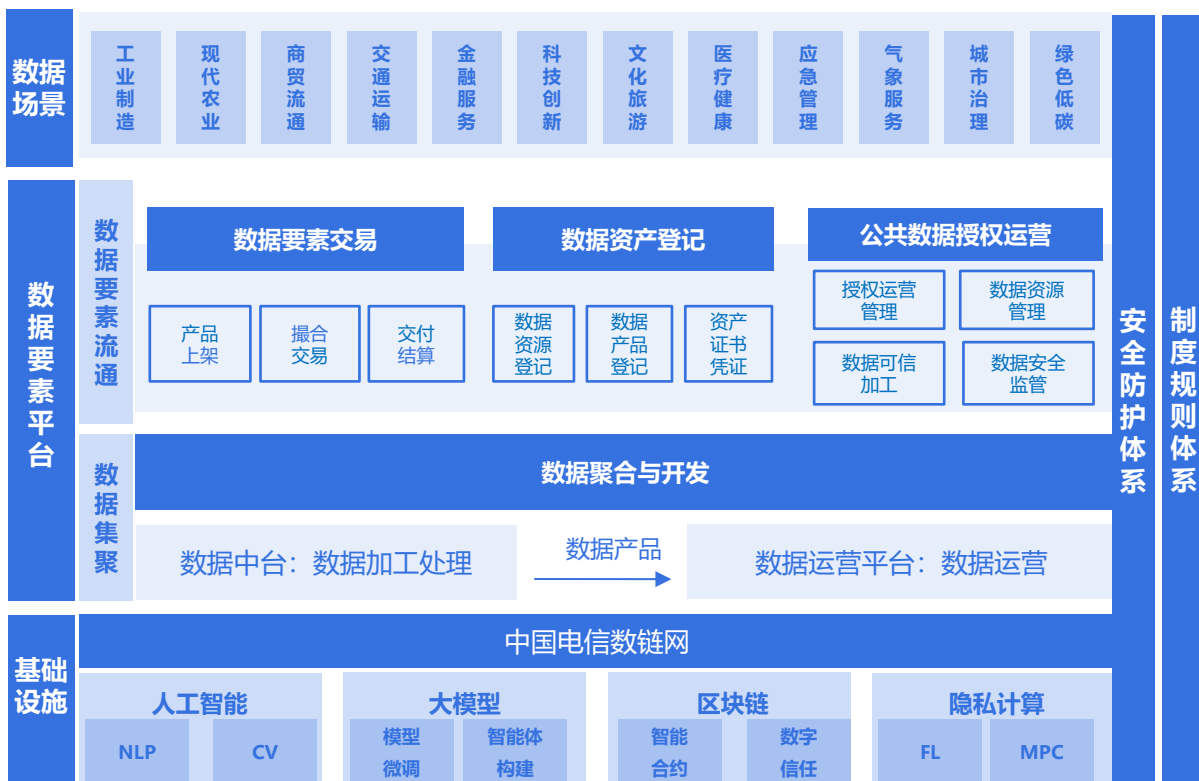 数据
场景
工业制造
现代农业
商贸流通
交通运输
金融服务
科技创新
文化旅游
医疗健康
应急管理
气象服务
城市治理
绿色低碳
数据要素平台
数据要素流通
数据要素交易
产品
上架
撮合
交易
交付
结算
数据资产登记
数据
资源
登记
数据
产品
登记
资产
证书
凭证
公共数据授权运营
授权运营
管理
数据资源
管理
数据可信
加工
数据安全
监管
数据集聚
数据聚合与开发
数据中台：数据加工处理
数据产品
数据运营平台：数据运营
基础
设施
中国电信数链网
人工智能
NLP
CV
大模型
模型
微调
智能体
构建
区块链
智能
合约
数字
信任
隐私计算
FL
MPC
安全防护体系
制度规则体系